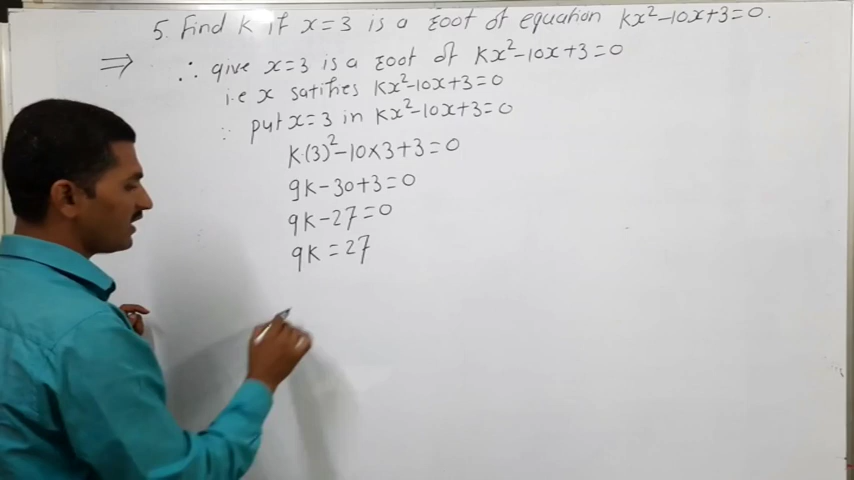 5. Find k if x=3 is a root of equation kx²-10x+3=0.
⇒ ∴ give x=3 is a root of kx²-10x+3=0
i.e x satifies kx²-10x+3=0
∴ put x=3 in kx²-10x+3=0
k·(3)²-10×3+3=0
9k-30+3=0
9k-27=0
9k=27